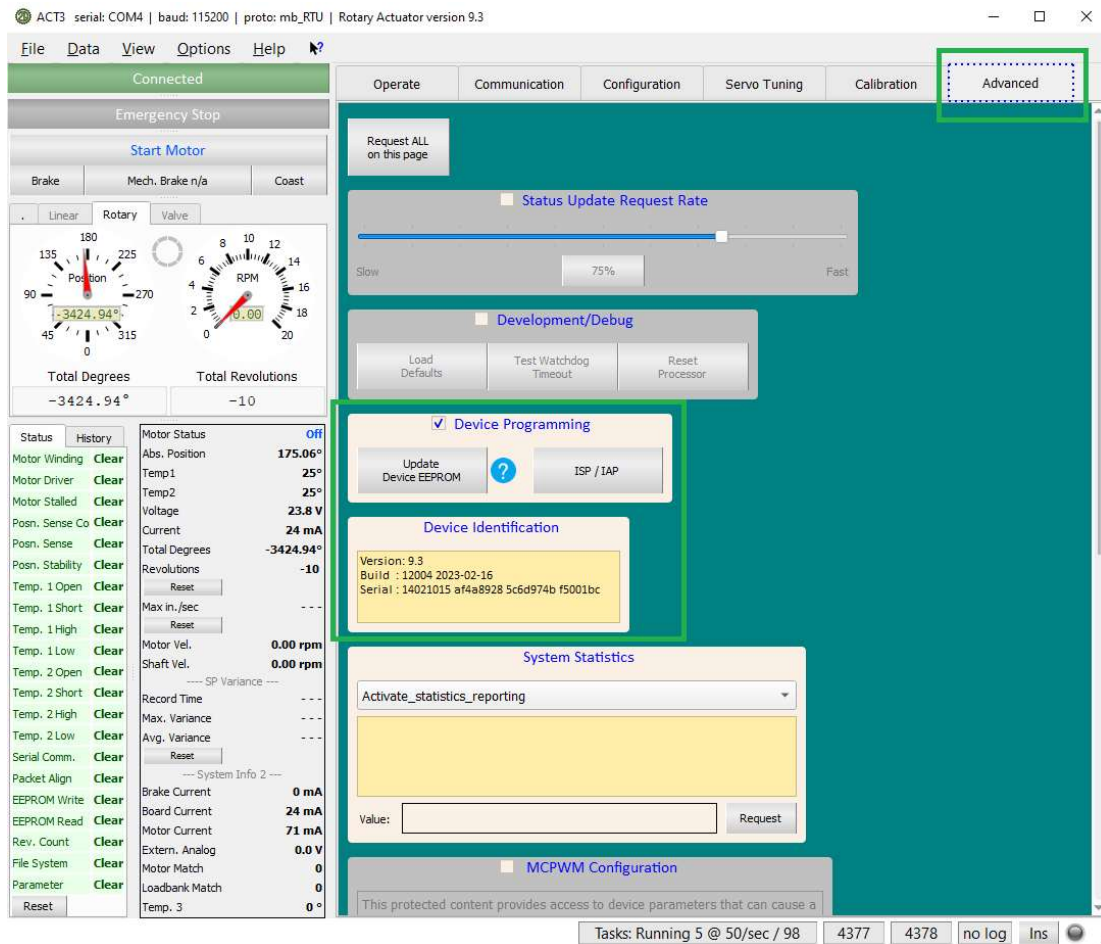 ACT3 serial: COM4 | baud: 115200 | proto: mb_RTU | Rotary Actuator version 9.3
File Data View Options Help
Connected
Emergency Stop
Start Motor
Brake Mech. Brake n/a Coast
. Linear Rotary Valve
180
135 225
Position
90 270
-3424.94°
45 315
0
10
8 12
6 14
RPM
4 16
2 0.00 18
0 20
Total Degrees Total Revolutions
-3424.94° -10
Status History
Motor Winding Clear
Motor Driver Clear
Motor Stalled Clear
Posn. Sense Co Clear
Posn. Sense Clear
Posn. Stability Clear
Temp. 1 Open Clear
Temp. 1 Short Clear
Temp. 1 High Clear
Temp. 1 Low Clear
Temp. 2 Open Clear
Temp. 2 Short Clear
Temp. 2 High Clear
Temp. 2 Low Clear
Serial Comm. Clear
Packet Align Clear
EEPROM Write Clear
EEPROM Read Clear
Rev. Count Clear
File System Clear
Parameter Clear
Reset
Motor Status Off
Abs. Position 175.06°
Temp1 25°
Temp2 25°
Voltage 23.8 V
Current 24 mA
Total Degrees -3424.94°
Revolutions -10
Reset
Max in./sec ---
Reset
Motor Vel. 0.00 rpm
Shaft Vel. 0.00 rpm
---- SP Variance ---
Record Time ---
Max. Variance ---
Avg. Variance ---
Reset
--- System Info 2 ---
Brake Current 0 mA
Board Current 24 mA
Motor Current 71 mA
Extern. Analog 0.0 V
Motor Match 0
Loadbank Match 0
Temp. 3 0 °
Operate Communication Configuration Servo Tuning Calibration Advanced
Request ALL
on this page
Status Update Request Rate
Slow 75% Fast
Development/Debug
Load
Defaults
Test Watchdog
Timeout
Reset
Processor
Device Programming
Update
Device EEPROM
?
ISP / IAP
Device Identification
Version: 9.3
Build : 12004 2023-02-16
Serial : 14021015 af4a8928 5c6d974b f5001bc
System Statistics
Activate_statistics_reporting
Value: Request
MCPWM Configuration
This protected content provides access to device parameters that can cause a
Tasks: Running 5 @ 50/sec / 98 4377 4378 no log Ins